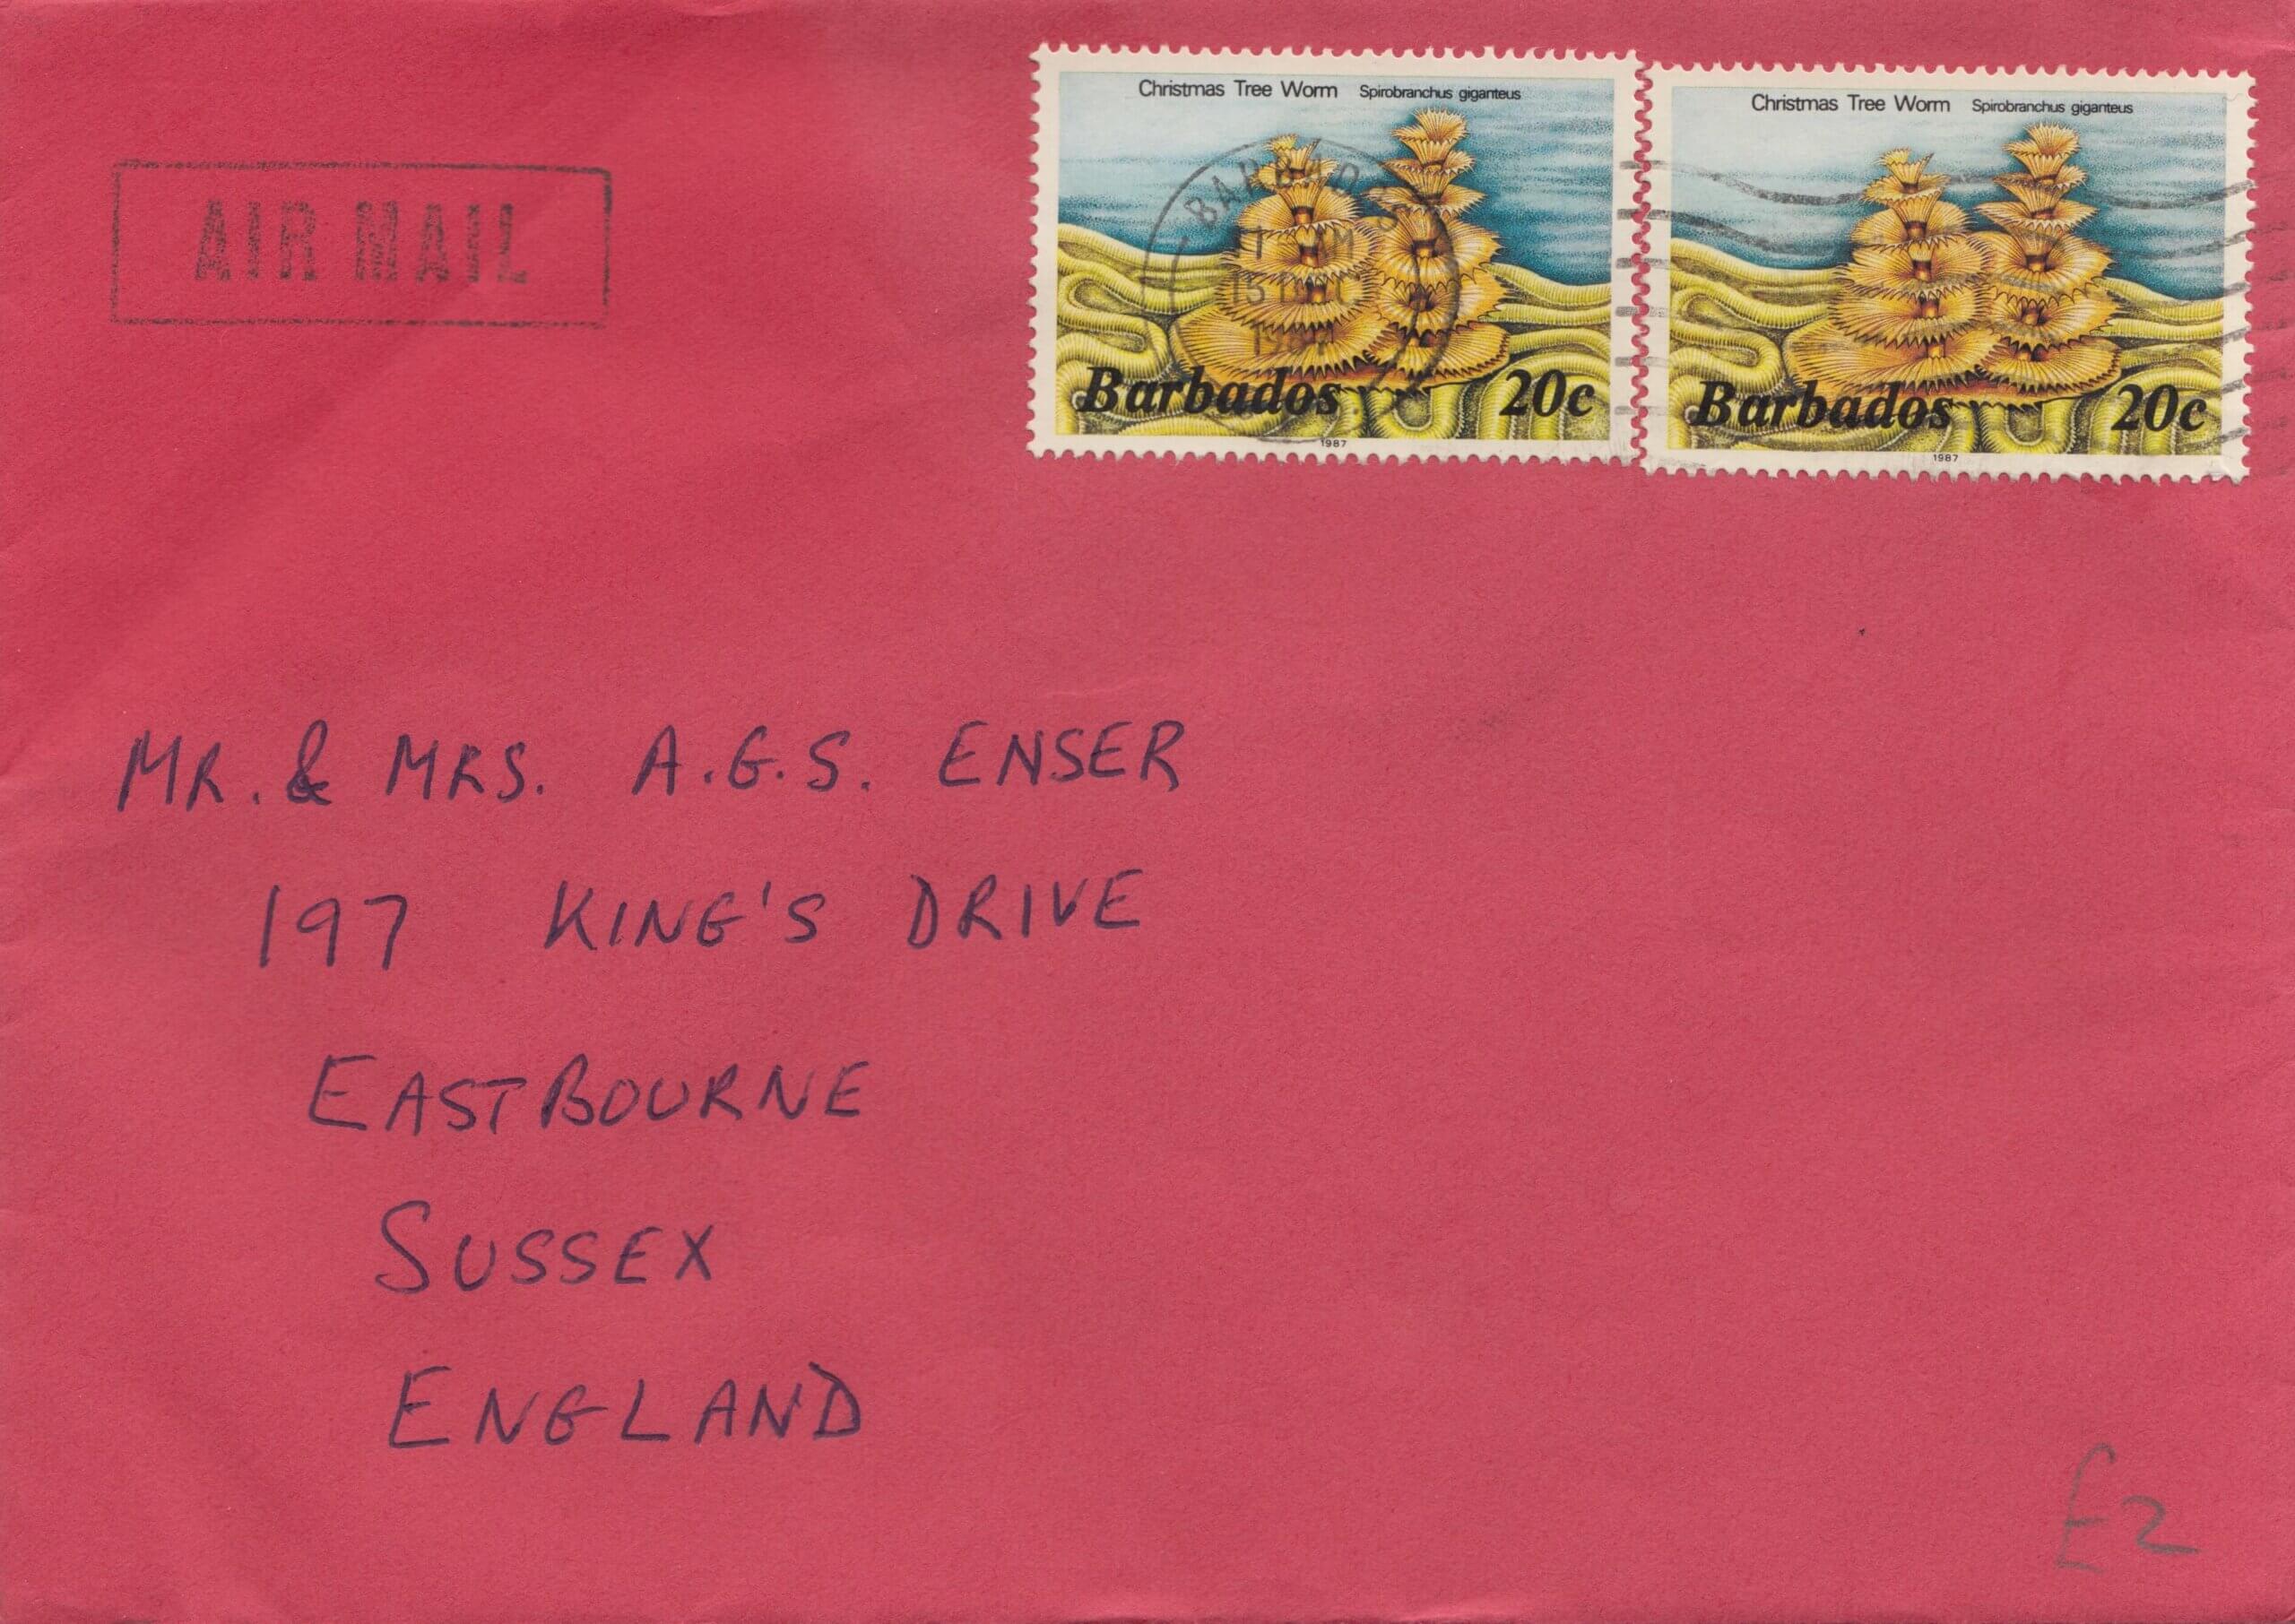 AIR MAIL
Christmas Tree Worm Spirobranchus giganteus
Barbados 20c
1987
Christmas Tree Worm Spirobranchus giganteus
Barbados 20c
1987
MR. & MRS. A.G.S. ENSER
197 KING'S DRIVE
EASTBOURNE
SUSSEX
ENGLAND
£2